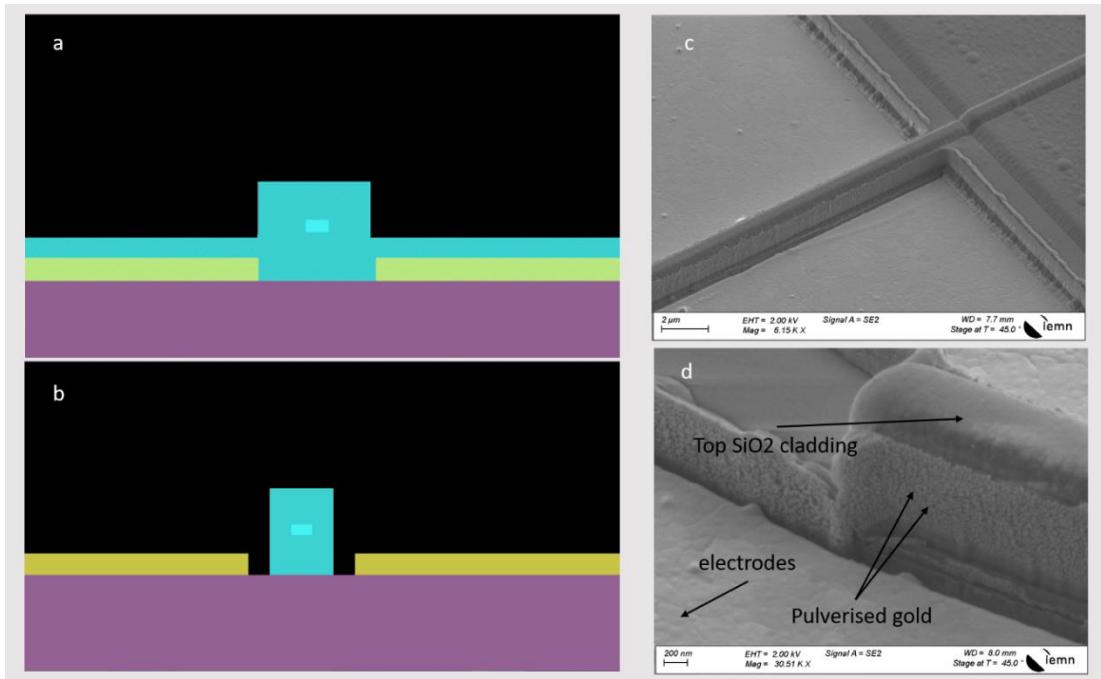 a
b
c
2 µm
EHT = 2.00 kV
Signal A = SE2
WD = 7.7 mm
Mag = 6.15 K X
Stage at T = 45.0 °
iemn
d
Top SiO2 cladding
electrodes
Pulverised gold
200 nm
EHT = 2.00 kV
Signal A = SE2
WD = 8.0 mm
Mag = 30.51 K X
Stage at T = 45.0 °
iemn